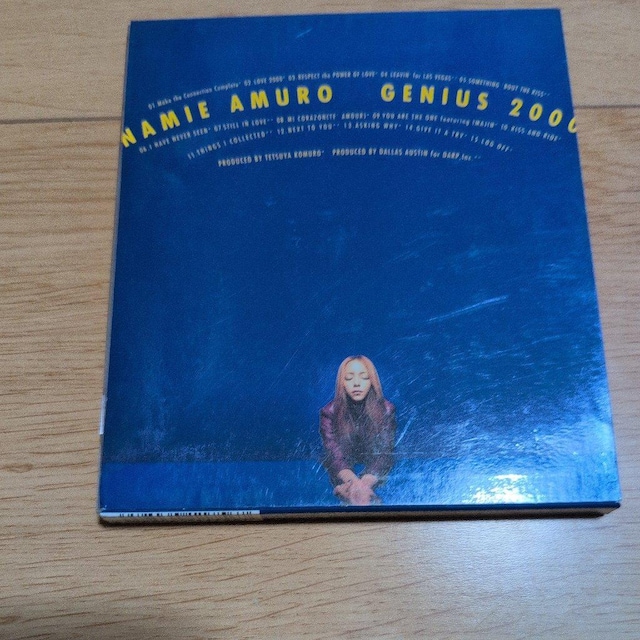 01 Make the Connection Complete* 02 LOVE 2000* 03 RESPECT the POWER OF LOVE* 04 LEAVIN' for LAS VEGAS** 05 SOMETHING 'BOUT THE KISS**
NAMIE AMURO GENIUS 2000
06 I HAVE NEVER SEEN* 07 STILL IN LOVE** 08 MI CORAZONCITO AMOUR!* 09 YOU ARE THE ONE featuring IMAJIN* 10 KISS AND RIDE*
11 THINGS I COLLECTED** 12 NEXT TO YOU** 13 ASKING WHY* 14 GIVE IT A TRY* 15 LOG OFF*
PRODUCED BY TETSUYA KOMURO* PRODUCED BY DALLAS AUSTIN for DARP,Inc.**